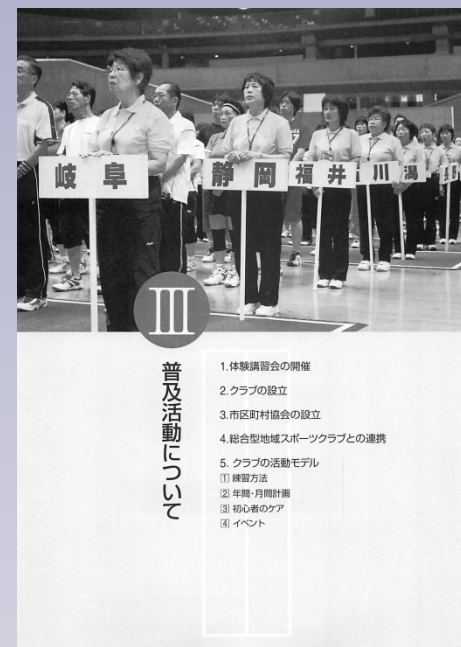 岐阜
静岡
福井
川
潟
III
普及活動について
1.体験講習会の開催
2.クラブの設立
3.市区町村協会の設立
4.総合型地域スポーツクラブとの連携
5. クラブの活動モデル
1 練習方法
2 年間・月間計画
3 初心者のケア
4 イベント